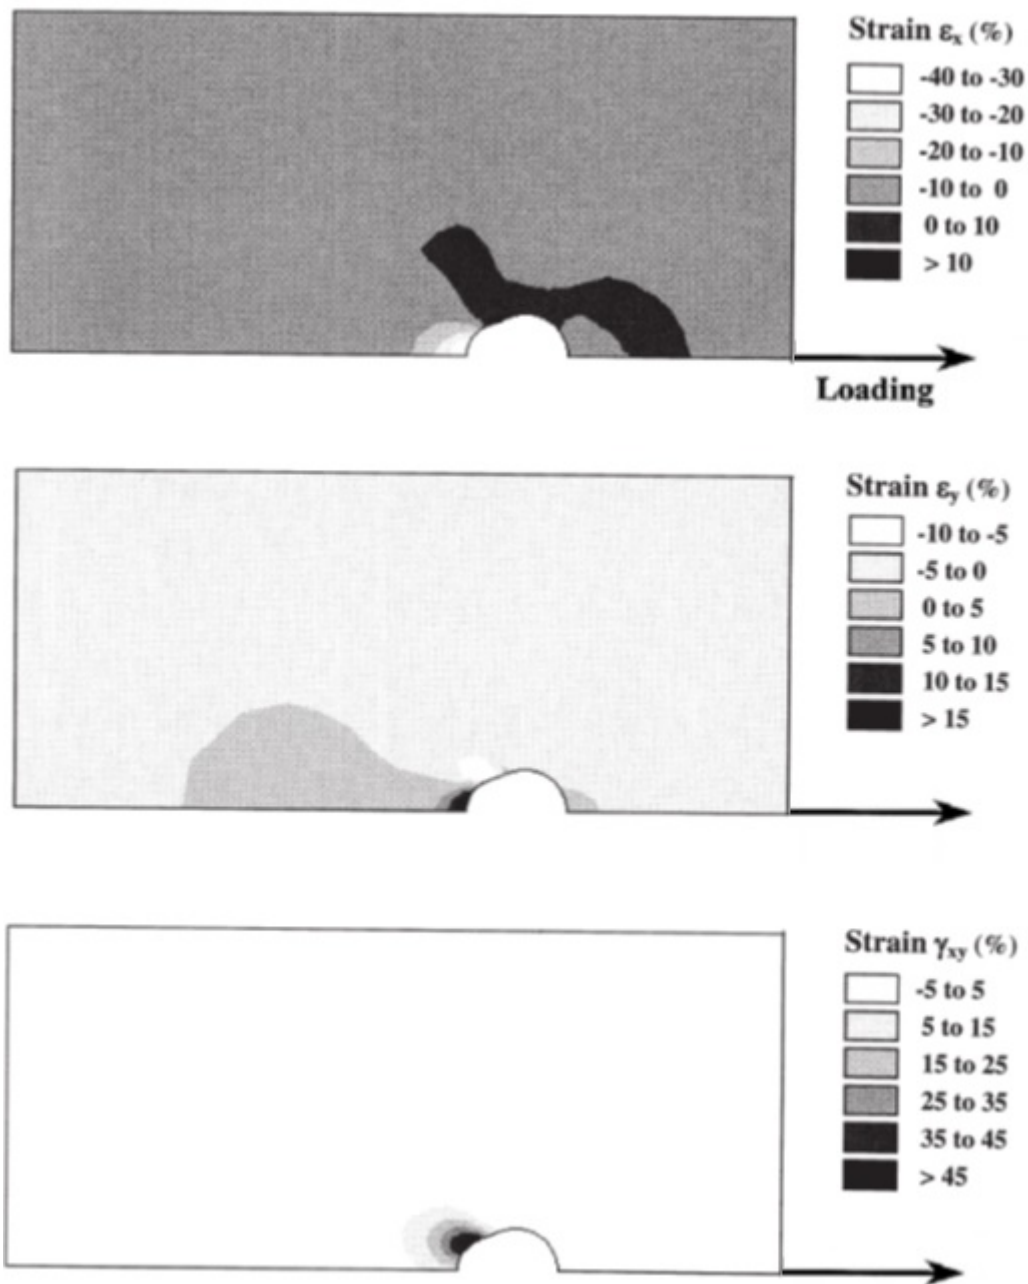 Strain εx (%)
-40 to -30
-30 to -20
-20 to -10
-10 to 0
0 to 10
> 10
Loading
Strain εy (%)
-10 to -5
-5 to 0
0 to 5
5 to 10
10 to 15
> 15
Strain γxy (%)
-5 to 5
5 to 15
15 to 25
25 to 35
35 to 45
> 45